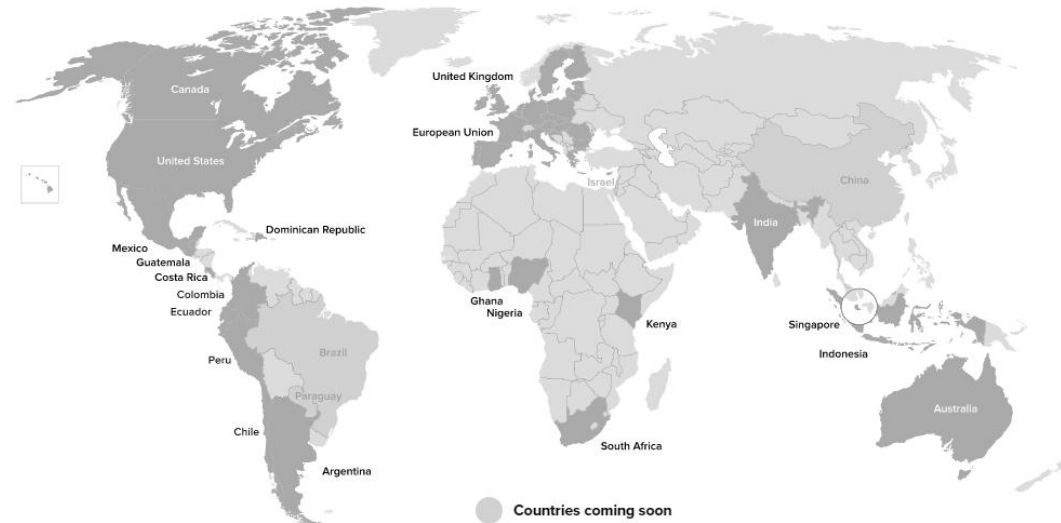 Canada
United States
Mexico
Guatemala
Costa Rica
Dominican Republic
Colombia
Ecuador
Peru
Brazil
Paraguay
Chile
Argentina
United Kingdom
European Union
Israel
Ghana
Nigeria
Kenya
South Africa
China
India
Singapore
Indonesia
Australia
Countries coming soon